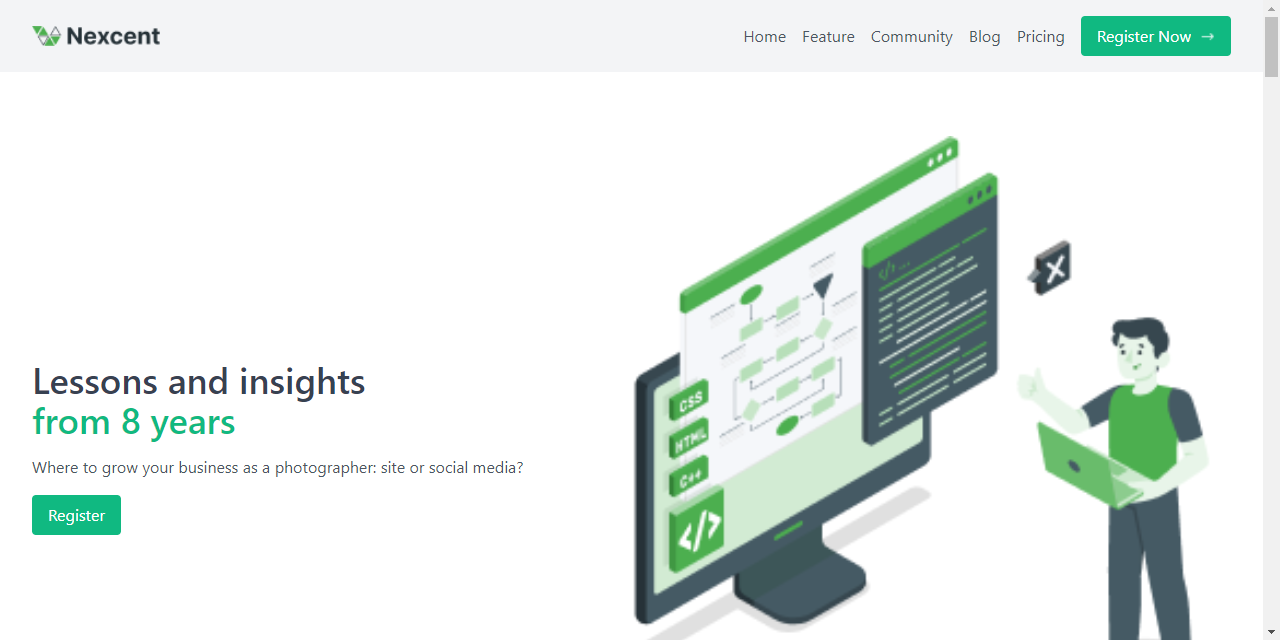 Nexcent
Home Feature Community Blog Pricing Register Now →
Lessons and insights
from 8 years
Where to grow your business as a photographer: site or social media?
Register
CSS
HTML
C++
</>
</>